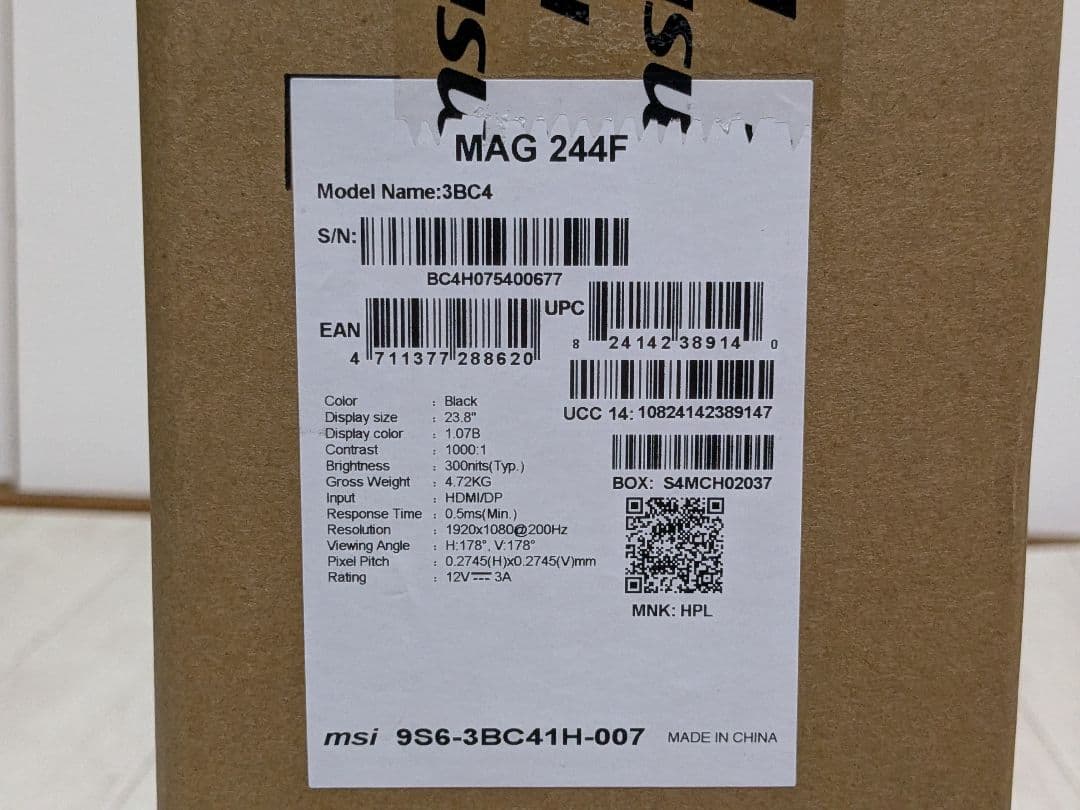 msi
msi
MAG 244F
Model Name:3BC4
S/N:
BC4H075400677
EAN
4 711377 288620
UPC
8 24142 38914 0
UCC 14: 10824142389147
Color : Black
Display size : 23.8"
Display color : 1.07B
Contrast : 1000:1
Brightness : 300nits(Typ.)
Gross Weight : 4.72KG
Input : HDMI/DP
Response Time : 0.5ms(Min.)
Resolution : 1920x1080@200Hz
Viewing Angle : H:178°, V:178°
Pixel Pitch : 0.2745(H)x0.2745(V)mm
Rating : 12V⎓ 3A
BOX: S4MCH02037
MNK: HPL
msi 9S6-3BC41H-007 MADE IN CHINA